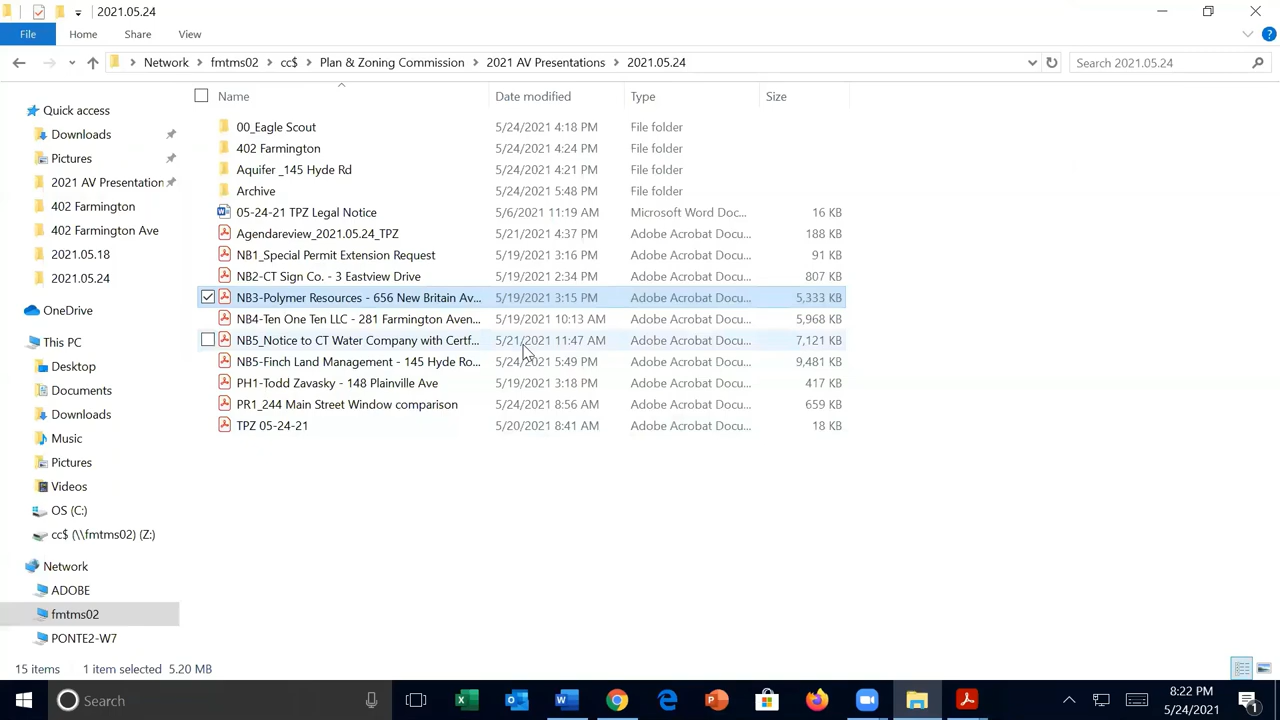 2021.05.24
File Home Share View
Network fmtms02 cc$ Plan & Zoning Commission 2021 AV Presentations 2021.05.24 Search 2021.05.24
Name Date modified Type Size
Quick access
Downloads
Pictures
2021 AV Presentation
402 Farmington
402 Farmington Ave
2021.05.18
2021.05.24
OneDrive
This PC
Desktop
Documents
Downloads
Music
Pictures
Videos
OS (C:)
cc$ (\\fmtms02) (Z:)
Network
ADOBE
fmtms02
PONTE2-W7
00_Eagle Scout 5/24/2021 4:18 PM File folder
402 Farmington 5/24/2021 4:24 PM File folder
Aquifer _145 Hyde Rd 5/24/2021 4:21 PM File folder
Archive 5/24/2021 5:48 PM File folder
05-24-21 TPZ Legal Notice 5/6/2021 11:19 AM Microsoft Word Doc... 16 KB
Agendareview_2021.05.24_TPZ 5/21/2021 4:37 PM Adobe Acrobat Docu... 188 KB
NB1_Special Permit Extension Request 5/19/2021 3:16 PM Adobe Acrobat Docu... 91 KB
NB2-CT Sign Co. - 3 Eastview Drive 5/19/2021 2:34 PM Adobe Acrobat Docu... 807 KB
NB3-Polymer Resources - 656 New Britain Av... 5/19/2021 3:15 PM Adobe Acrobat Docu... 5,333 KB
NB4-Ten One Ten LLC - 281 Farmington Aven... 5/19/2021 10:13 AM Adobe Acrobat Docu... 5,968 KB
NB5_Notice to CT Water Company with Certf... 5/21/2021 11:47 AM Adobe Acrobat Docu... 7,121 KB
NB5-Finch Land Management - 145 Hyde Ro... 5/24/2021 5:49 PM Adobe Acrobat Docu... 9,481 KB
PH1-Todd Zavasky - 148 Plainville Ave 5/19/2021 3:18 PM Adobe Acrobat Docu... 417 KB
PR1_244 Main Street Window comparison 5/24/2021 8:56 AM Adobe Acrobat Docu... 659 KB
TPZ 05-24-21 5/20/2021 8:41 AM Adobe Acrobat Docu... 18 KB
15 items 1 item selected 5.20 MB
Search
8:22 PM
5/24/2021
1